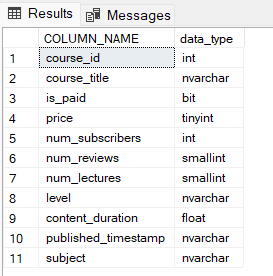 Results Messages
COLUMN_NAME data_type
1 course_id int
2 course_title nvarchar
3 is_paid bit
4 price tinyint
5 num_subscribers int
6 num_reviews smallint
7 num_lectures smallint
8 level nvarchar
9 content_duration float
10 published_timestamp nvarchar
11 subject nvarchar